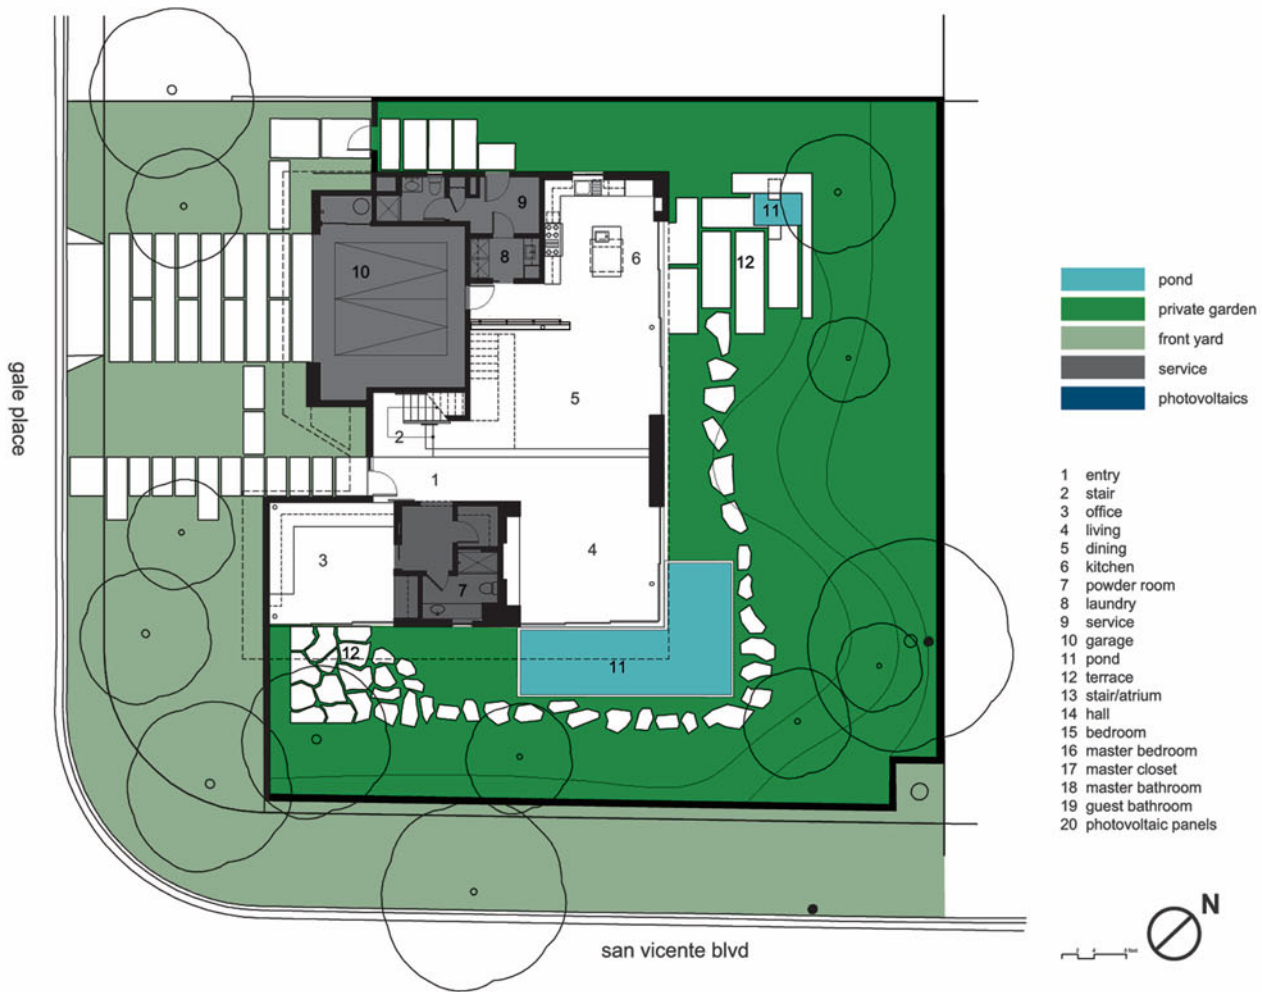 9
11
8
10
6
12
pond
private garden
front yard
service
photovoltaics
gale place
5
2
1
1 entry
2 stair
3 office
4 living
5 dining
6 kitchen
7 powder room
8 laundry
9 service
10 garage
11 pond
12 terrace
13 stair/atrium
14 hall
15 bedroom
16 master bedroom
17 master closet
18 master bathroom
19 guest bathroom
20 photovoltaic panels
3
4
7
12
11
N
san vicente blvd